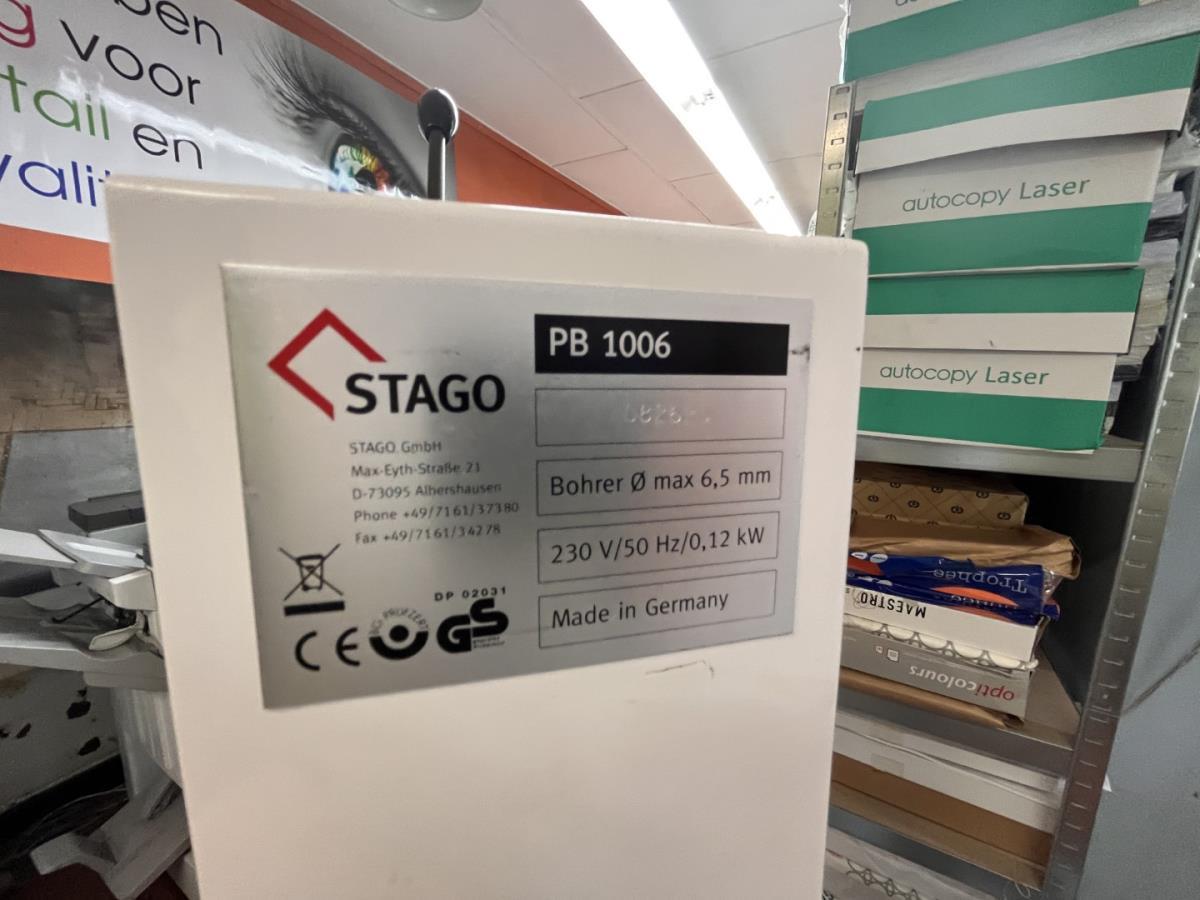 voor
en
STAGO
STAGO GmbH
Max-Eyth-Straße 21
D-73095 Albershausen
Phone +49/7161/37380
Fax +49/7161/34278
DP 02031
CE
GS
PB 1006
Bohrer Ø max 6,5 mm
230 V/50 Hz/0,12 kW
Made in Germany
autocopy Laser
autocopy Laser
Trophée
MAESTRO
opticolours